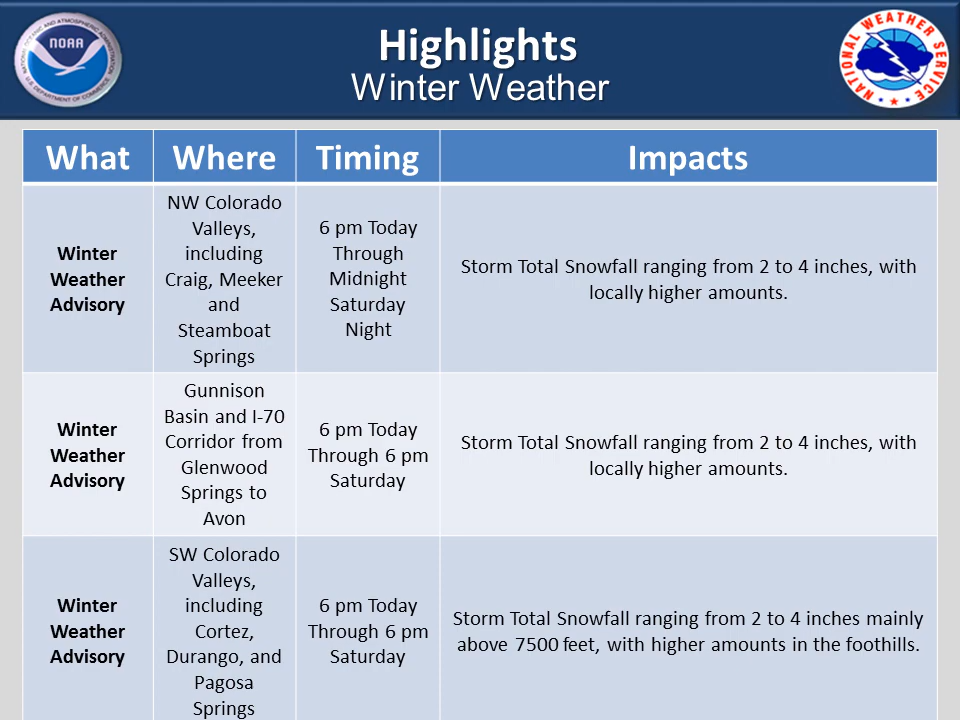 Highlights
Winter Weather
NOAA
NATIONAL OCEANIC AND ATMOSPHERIC ADMINISTRATION
U.S. DEPARTMENT OF COMMERCE
NATIONAL WEATHER SERVICE
What
Where
Timing
Impacts
Winter
Weather
Advisory
NW Colorado
Valleys,
including
Craig, Meeker
and
Steamboat
Springs
6 pm Today
Through
Midnight
Saturday
Night
Storm Total Snowfall ranging from 2 to 4 inches, with
locally higher amounts.
Winter
Weather
Advisory
Gunnison
Basin and I-70
Corridor from
Glenwood
Springs to
Avon
6 pm Today
Through 6 pm
Saturday
Storm Total Snowfall ranging from 2 to 4 inches, with
locally higher amounts.
Winter
Weather
Advisory
SW Colorado
Valleys,
including
Cortez,
Durango, and
Pagosa
Springs
6 pm Today
Through 6 pm
Saturday
Storm Total Snowfall ranging from 2 to 4 inches mainly
above 7500 feet, with higher amounts in the foothills.